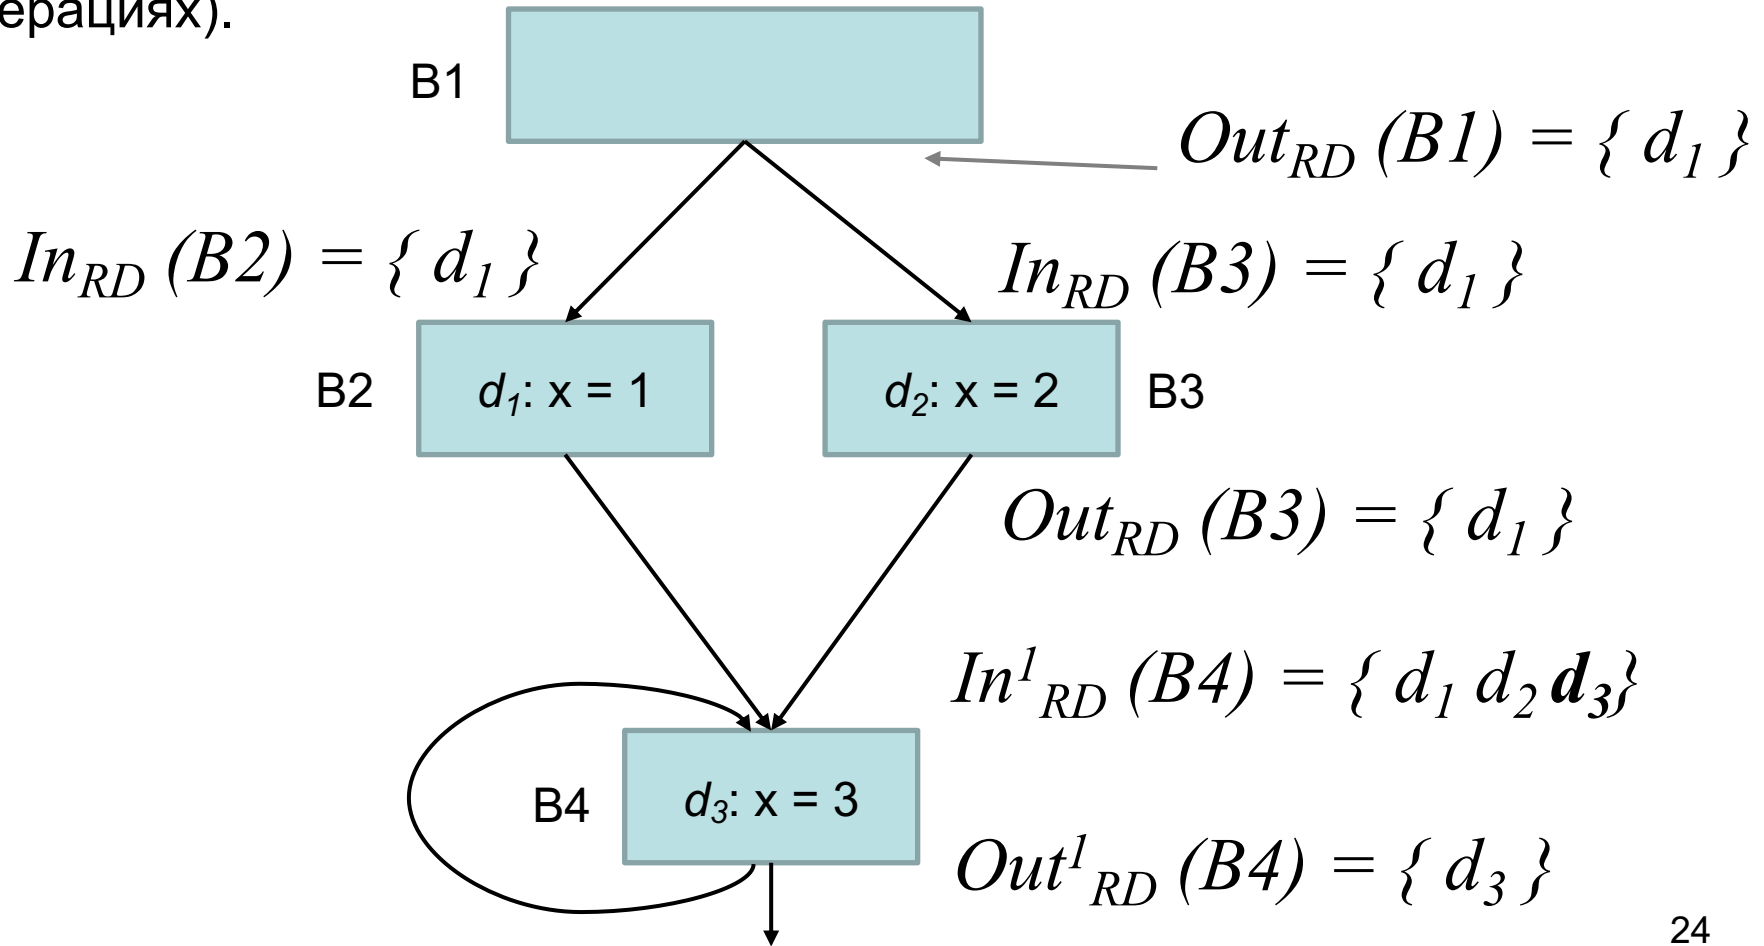 ерациях).
B1
Out_RD (B1) = { d_1 }
In_RD (B2) = { d_1 }
In_RD (B3) = { d_1 }
B2
d_1: x = 1
d_2: x = 2
B3
Out_RD (B3) = { d_1 }
In^1_RD (B4) = { d_1 d_2 d_3}
B4
d_3: x = 3
Out^1_RD (B4) = { d_3 }
24